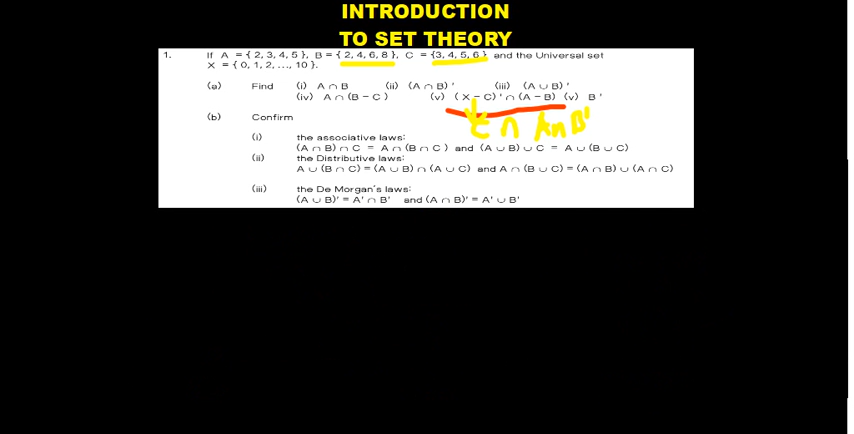 INTRODUCTION
TO SET THEORY
1. If A = { 2, 3, 4, 5 }, B = { 2, 4, 6, 8 }, C = {3, 4, 5, 6 } and the Universal set
X = { 0, 1, 2, ..., 10 }.
(a) Find (i) A ∩ B (ii) (A ∩ B) ' (iii) (A ∪ B) '
(iv) A ∩ (B - C ) (v) ( X - C) ' ∩ (A - B) (v) B '
C ∩ A ∩ B'
(b) Confirm
(i) the associative laws:
(A ∩ B) ∩ C = A ∩ (B ∩ C ) and (A ∪ B) ∪ C = A ∪ (B ∪ C)
(ii) the Distributive laws:
A ∪ (B ∩ C) = (A ∪ B) ∩ (A ∪ C) and A ∩ (B ∪ C) = (A ∩ B) ∪ (A ∩ C)
(iii) the De Morgan's laws:
(A ∪ B)' = A' ∩ B' and (A ∩ B)' = A' ∪ B'